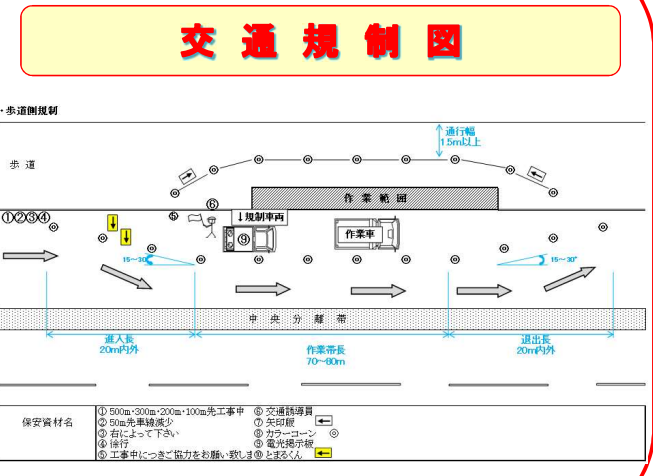 交通規制図
・歩道側規制
通行幅
1.5m以上
歩道
⑥
作業範囲
①②③④
⑤
↓規制車両
⑨
作業車
15～30°
15～30°
中央分離帯
進入長
20m内外
作業帯長
70～80m
退出長
20m内外
保安資材名
① 500m・300m・200m・100m先工事中
② 50m先車線減少
③ 右によって下さい
④ 徐行
⑤ 工事中につきご協力をお願い致しま
⑥ 交通誘導員
⑦ 矢印版
⑧ カラーコーン
⑨ 電光掲示板
⑩ とまるくん